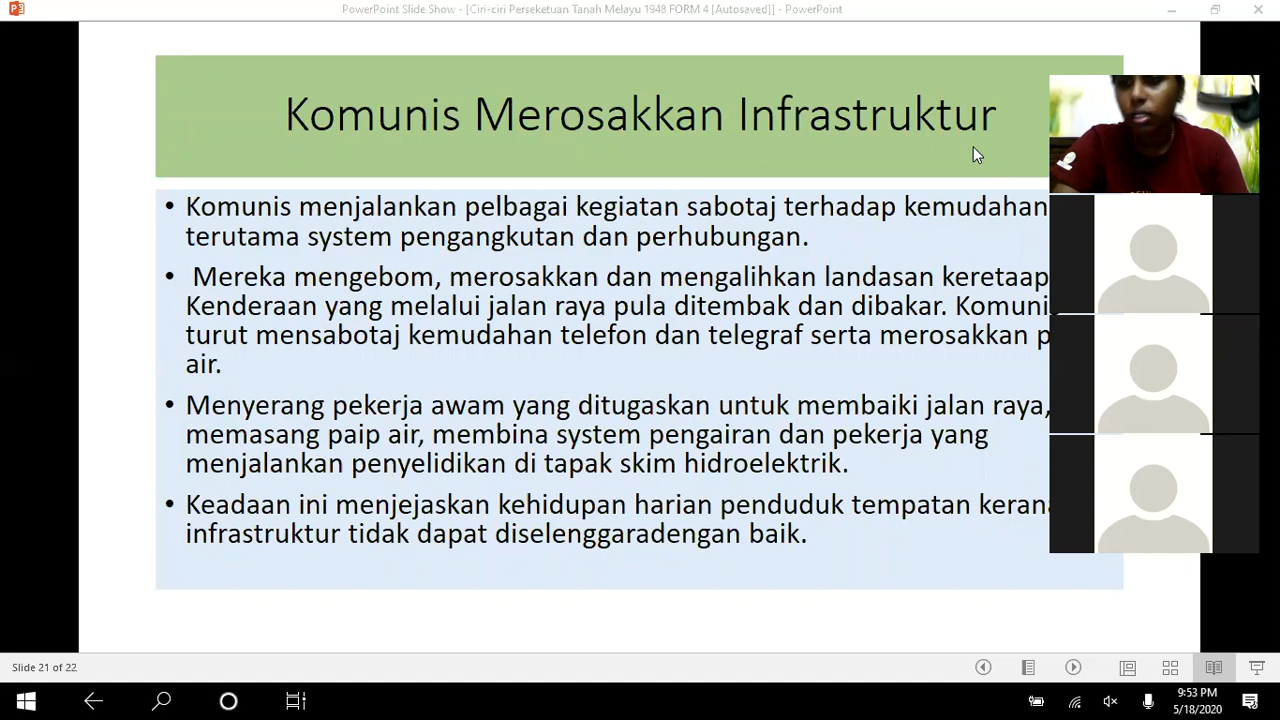 PowerPoint Slide Show - [Ciri-ciri Perseketuan Tanah Melayu 1948 FORM 4 [Autosaved]] - PowerPoint
Komunis Merosakkan Infrastruktur
• Komunis menjalankan pelbagai kegiatan sabotaj terhadap kemudahan
terutama system pengangkutan dan perhubungan.
• Mereka mengebom, merosakkan dan mengalihkan landasan keretaap
Kenderaan yang melalui jalan raya pula ditembak dan dibakar. Komunis
turut mensabotaj kemudahan telefon dan telegraf serta merosakkan p
air.
• Menyerang pekerja awam yang ditugaskan untuk membaiki jalan raya,
memasang paip air, membina system pengairan dan pekerja yang
menjalankan penyelidikan di tapak skim hidroelektrik.
• Keadaan ini menjejaskan kehidupan harian penduduk tempatan kerana
infrastruktur tidak dapat diselenggaradengan baik.
Slide 21 of 22
9:53 PM
5/18/2020